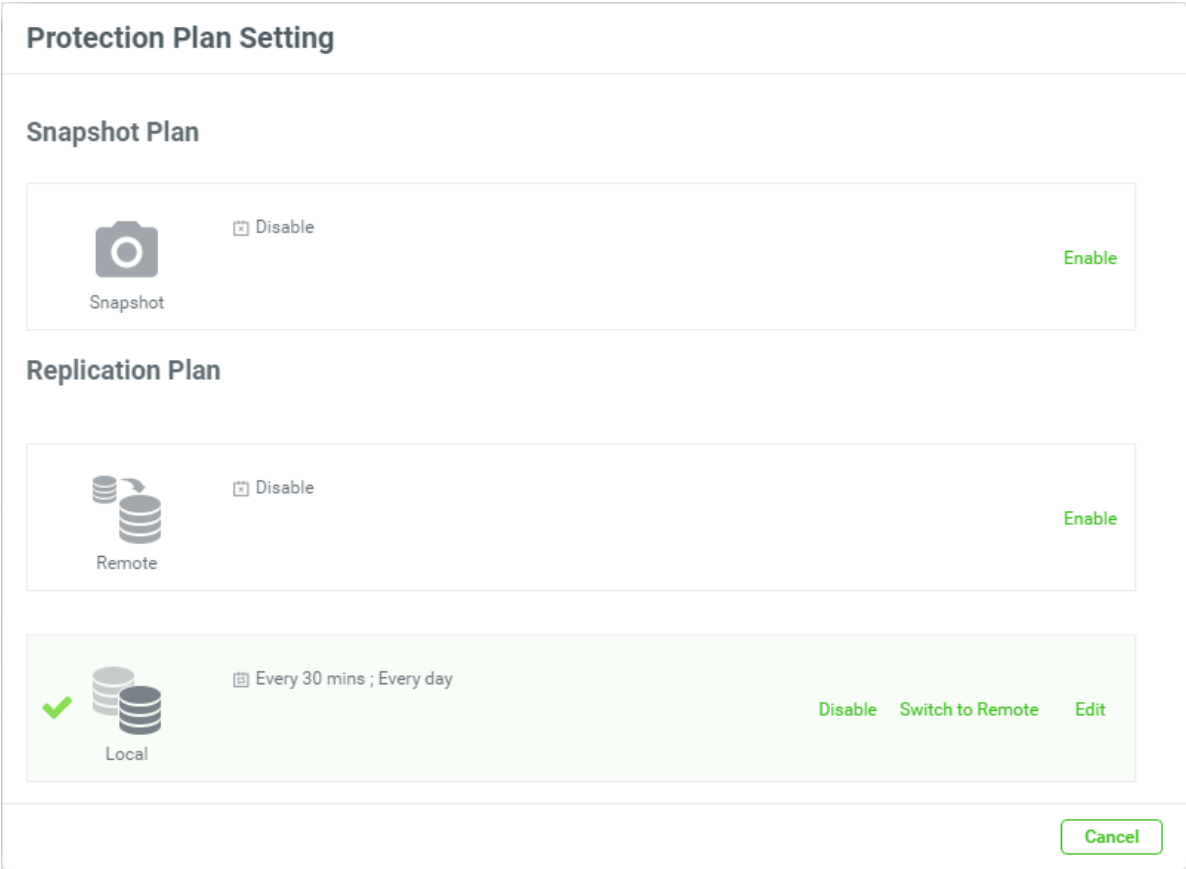 Protection Plan Setting
Snapshot Plan
Disable
Enable
Snapshot
Replication Plan
Disable
Enable
Remote
Every 30 mins ; Every day
Disable Switch to Remote Edit
Local
Cancel